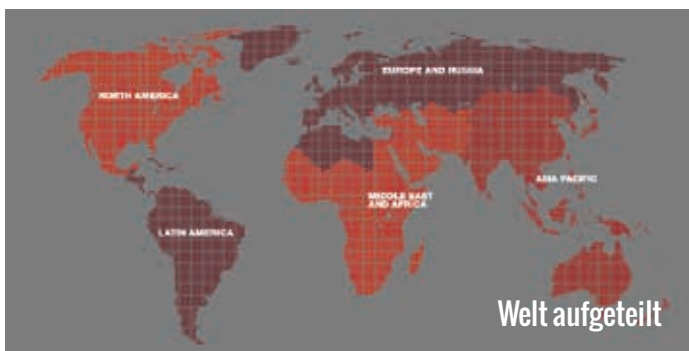 EUROPE AND RUSSIA
NORTH AMERICA
ASIA PACIFIC
MIDDLE EAST
AND AFRICA
LATIN AMERICA
Welt aufgeteilt